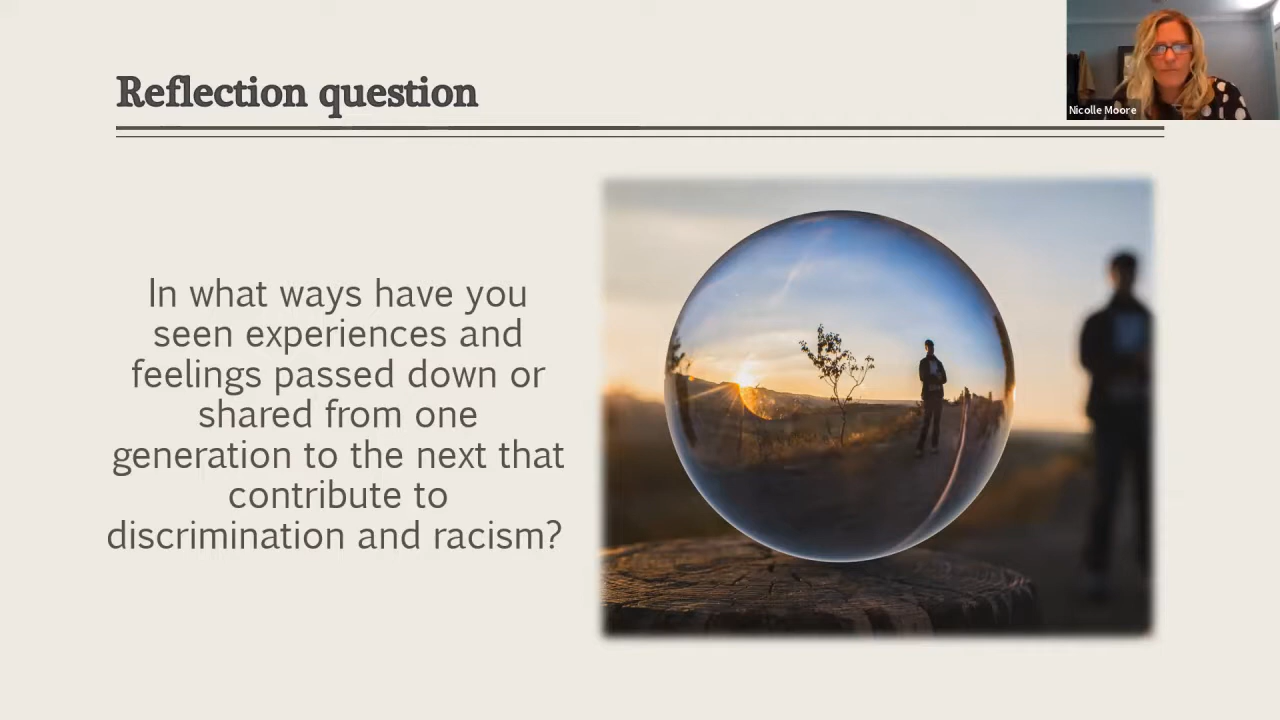 Reflection question
Nicolle Moore
In what ways have you
seen experiences and
feelings passed down or
shared from one
generation to the next that
contribute to
discrimination and racism?